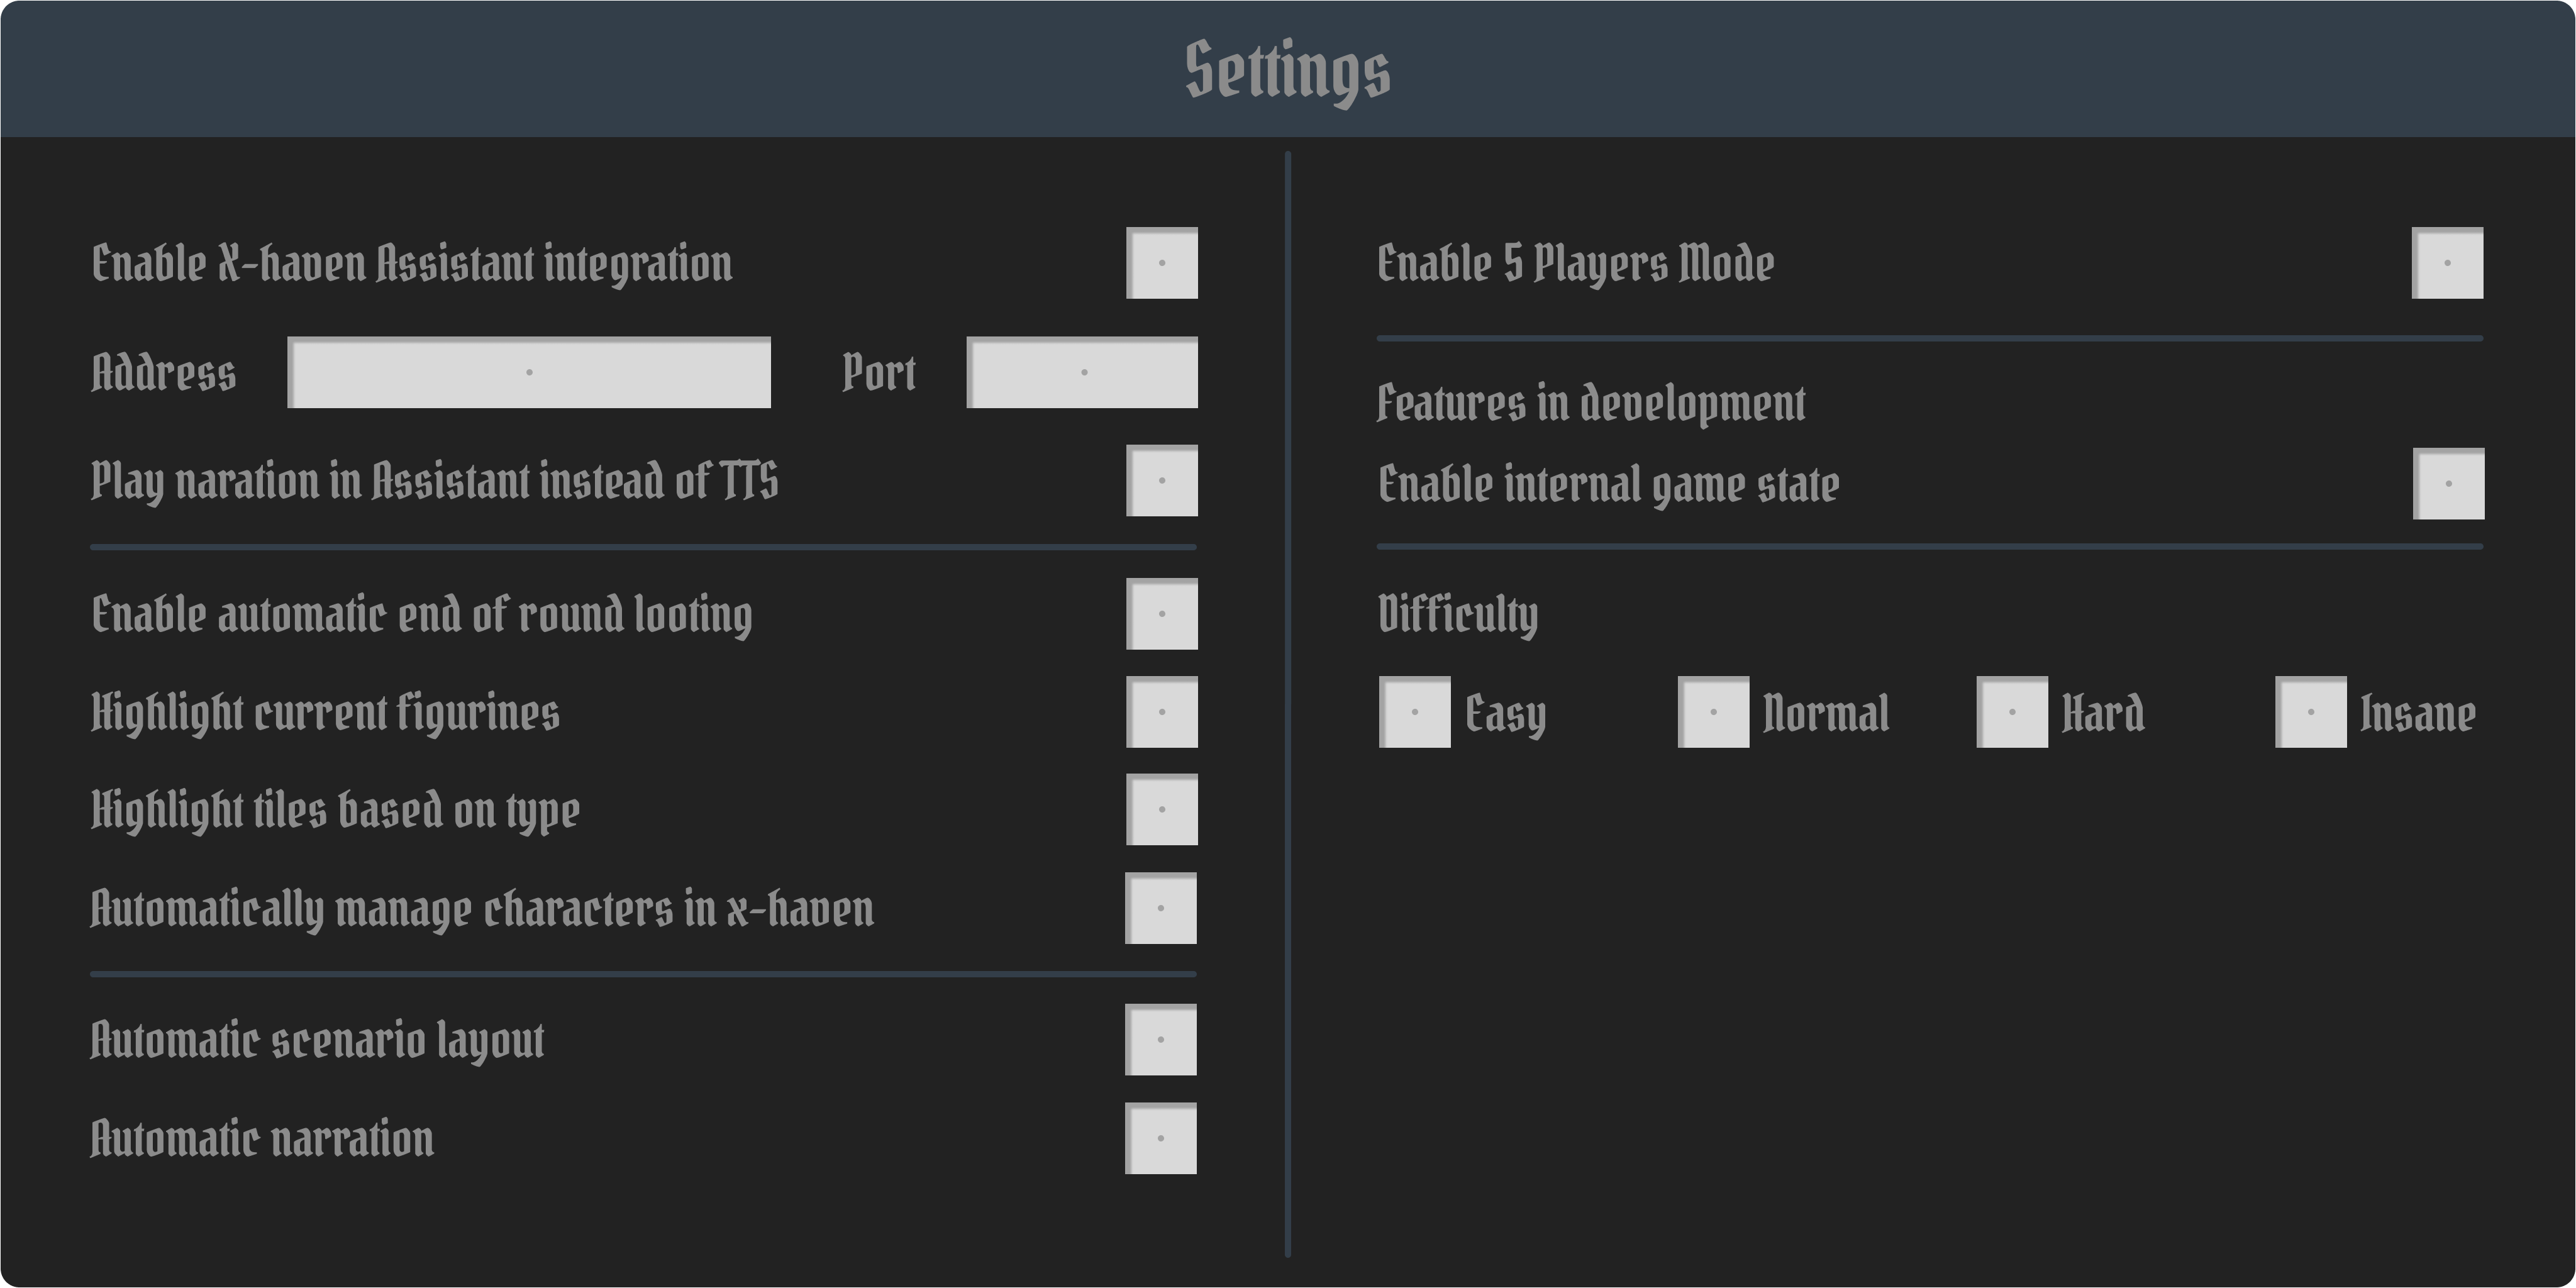 Settings
Enable X-haven Assistant integration
Address Port
Play naration in Assistant instead of TTS
Enable automatic end of round looting
Highlight current figurines
Highlight tiles based on type
Automatically manage characters in x-haven
Automatic scenario layout
Automatic narration
Enable 5 Players Mode
Features in development
Enable internal game state
Difficulty
Easy Normal Hard Insane